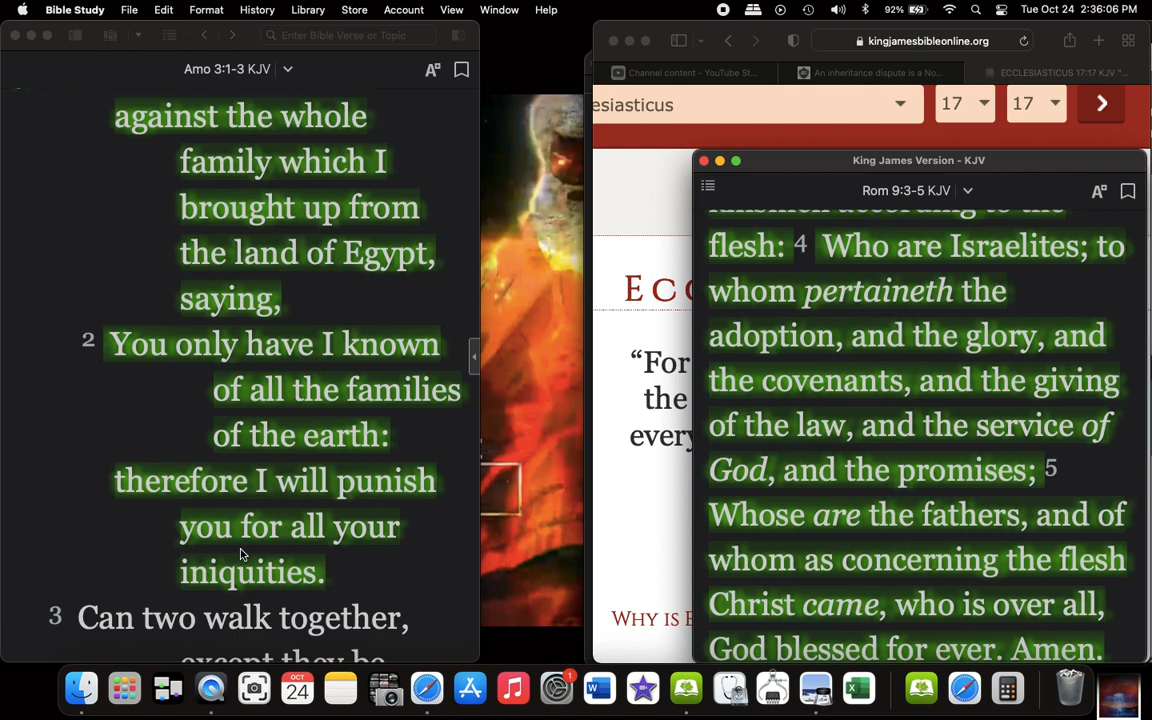 Bible Study File Edit Format History Library Store Account View Window Help
92% Tue Oct 24 2:36:06 PM
Enter Bible Verse or Topic
Amo 3:1-3 KJV
against the whole
family which I
brought up from
the land of Egypt,
saying,
2 You only have I known
of all the families
of the earth:
therefore I will punish
you for all your
iniquities.
3 Can two walk together,
except they be
kingjamesbibleonline.org
Channel content - YouTube St...
An inheritance dispute is a No...
ECCLESIASTICUS 17:17 KJV "...
esiasticus
17
17
Ecc
“For
the
every
Why is E
King James Version - KJV
Rom 9:3-5 KJV
kinsmen according to the
flesh: 4 Who are Israelites; to
whom pertaineth the
adoption, and the glory, and
the covenants, and the giving
of the law, and the service of
God, and the promises; 5
Whose are the fathers, and of
whom as concerning the flesh
Christ came, who is over all,
God blessed for ever. Amen.
OCT
24
1